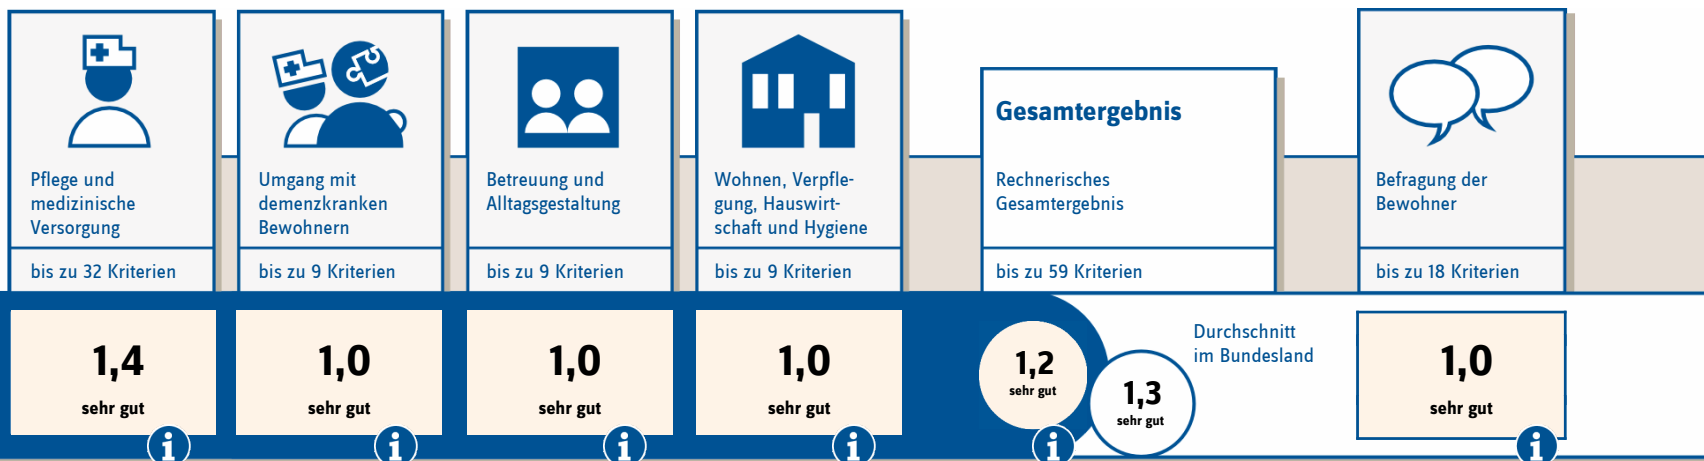 Pflege und
medizinische
Versorgung
bis zu 32 Kriterien
1,4
sehr gut
i
Umgang mit
demenzkranken
Bewohnern
bis zu 9 Kriterien
1,0
sehr gut
i
Betreuung und
Alltagsgestaltung
bis zu 9 Kriterien
1,0
sehr gut
i
Wohnen, Verpfle-
gung, Hauswirt-
schaft und Hygiene
bis zu 9 Kriterien
1,0
sehr gut
i
Gesamtergebnis
Rechnerisches
Gesamtergebnis
bis zu 59 Kriterien
1,2
sehr gut
i
1,3
sehr gut
Durchschnitt
im Bundesland
Befragung der
Bewohner
bis zu 18 Kriterien
1,0
sehr gut
i